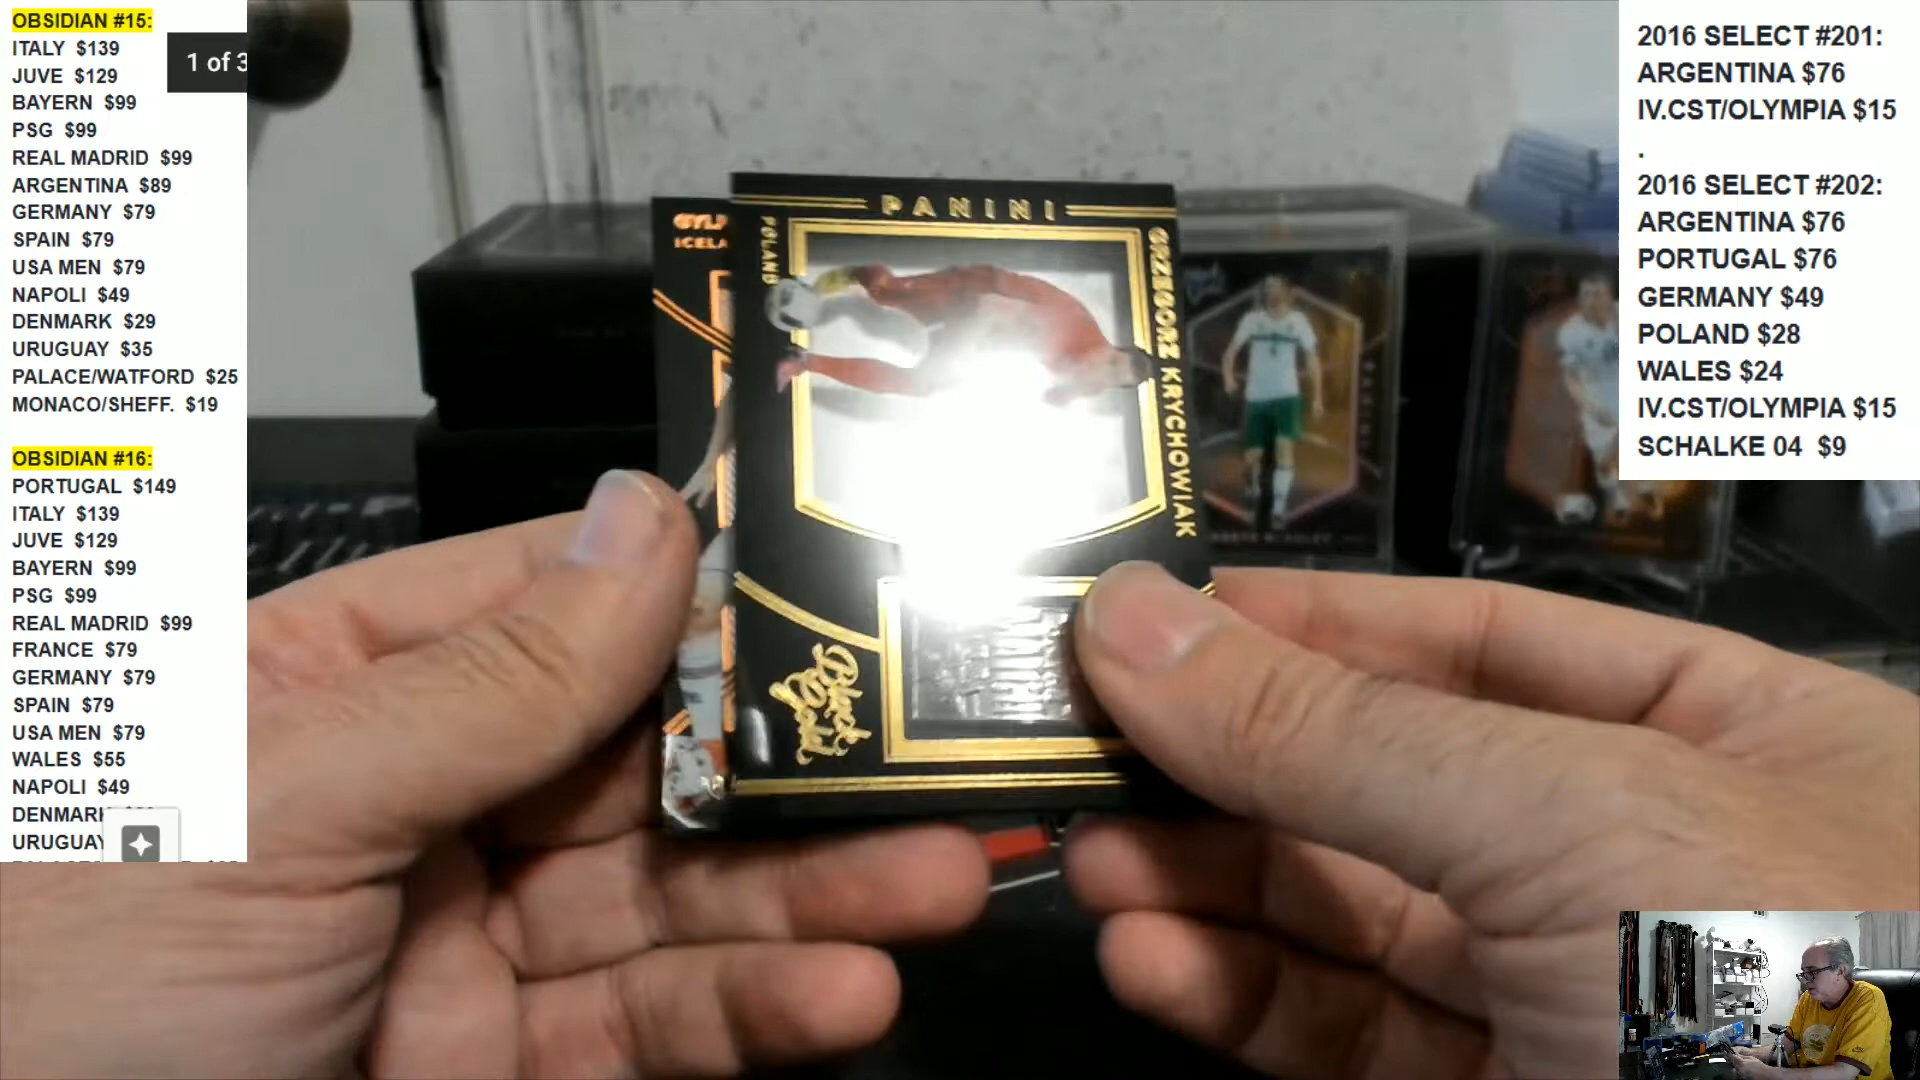 OBSIDIAN #15:
ITALY $139
JUVE $129
BAYERN $99
PSG $99
REAL MADRID $99
ARGENTINA $89
GERMANY $79
SPAIN $79
USA MEN $79
NAPOLI $49
DENMARK $29
URUGUAY $35
PALACE/WATFORD $25
MONACO/SHEFF. $19
OBSIDIAN #16:
PORTUGAL $149
ITALY $139
JUVE $129
BAYERN $99
PSG $99
REAL MADRID $99
FRANCE $79
GERMANY $79
SPAIN $79
USA MEN $79
WALES $55
NAPOLI $49
DENMARK
URUGUAY
1 of 3
GYLF
ICELA
PANINI
POLAND
GRZEGORZ KRYCHOWIAK
Black
Gold
2016 SELECT #201:
ARGENTINA $76
IV.CST/OLYMPIA $15
.
2016 SELECT #202:
ARGENTINA $76
PORTUGAL $76
GERMANY $49
POLAND $28
WALES $24
IV.CST/OLYMPIA $15
SCHALKE 04 $9